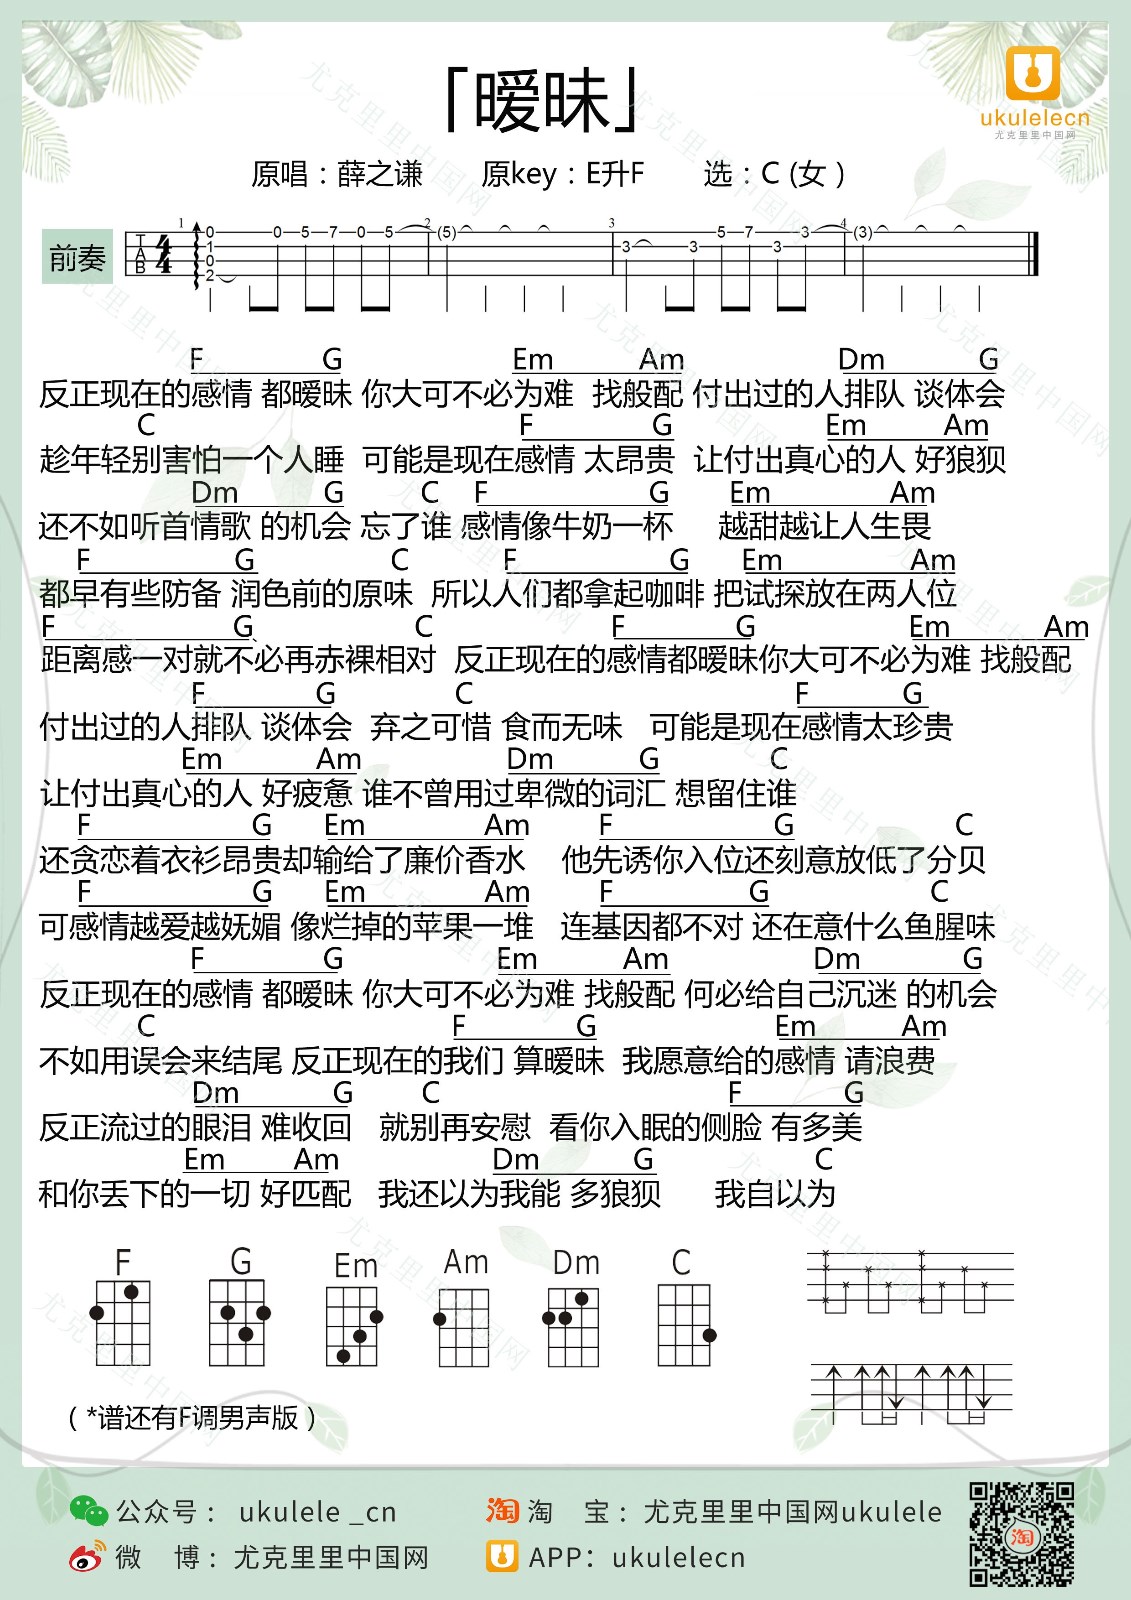 「暧昧」
ukulelecn
尤克里里中国网
原唱：薛之谦 原key：E升F 选：C (女 )
前奏
1 2 3 4
T A B 4 4
0 0 5 7 0 5 (5) 5 7 3 (3)
1 3 3 3
0
2
F G Em Am Dm G
反正现在的感情 都暧昧 你大可不必为难 找般配 付出过的人排队 谈体会
C F G Em Am
趁年轻别害怕一个人睡 可能是现在感情 太昂贵 让付出真心的人 好狼狈
Dm G C F G Em Am
还不如听首情歌 的机会 忘了谁 感情像牛奶一杯 越甜越让人生畏
F G C F G Em Am
都早有些防备 润色前的原味 所以人们都拿起咖啡 把试探放在两人位
F G C F G Em Am
距离感一对就不必再赤裸相对 反正现在的感情都暧昧你大可不必为难 找般配
F G C F G
付出过的人排队 谈体会 弃之可惜 食而无味 可能是现在感情太珍贵
Em Am Dm G C
让付出真心的人 好疲惫 谁不曾用过卑微的词汇 想留住谁
F G Em Am F G C
还贪恋着衣衫昂贵却输给了廉价香水 他先诱你入位还刻意放低了分贝
F G Em Am F G C
可感情越爱越妩媚 像烂掉的苹果一堆 连基因都不对 还在意什么鱼腥味
F G Em Am Dm G
反正现在的感情 都暧昧 你大可不必为难 找般配 何必给自己沉迷 的机会
C F G Em Am
不如用误会来结尾 反正现在的我们 算暧昧 我愿意给的感情 请浪费
Dm G C F G
反正流过的眼泪 难收回 就别再安慰 看你入眠的侧脸 有多美
Em Am Dm G C
和你丢下的一切 好匹配 我还以为我能 多狼狈 我自以为
F G Em Am Dm C
（ *谱还有F调男声版 ）
公众号： ukulele _cn
淘 淘 宝：尤克里里中国网ukulele
微 博：尤克里里中国网
APP：ukulelecn
淘